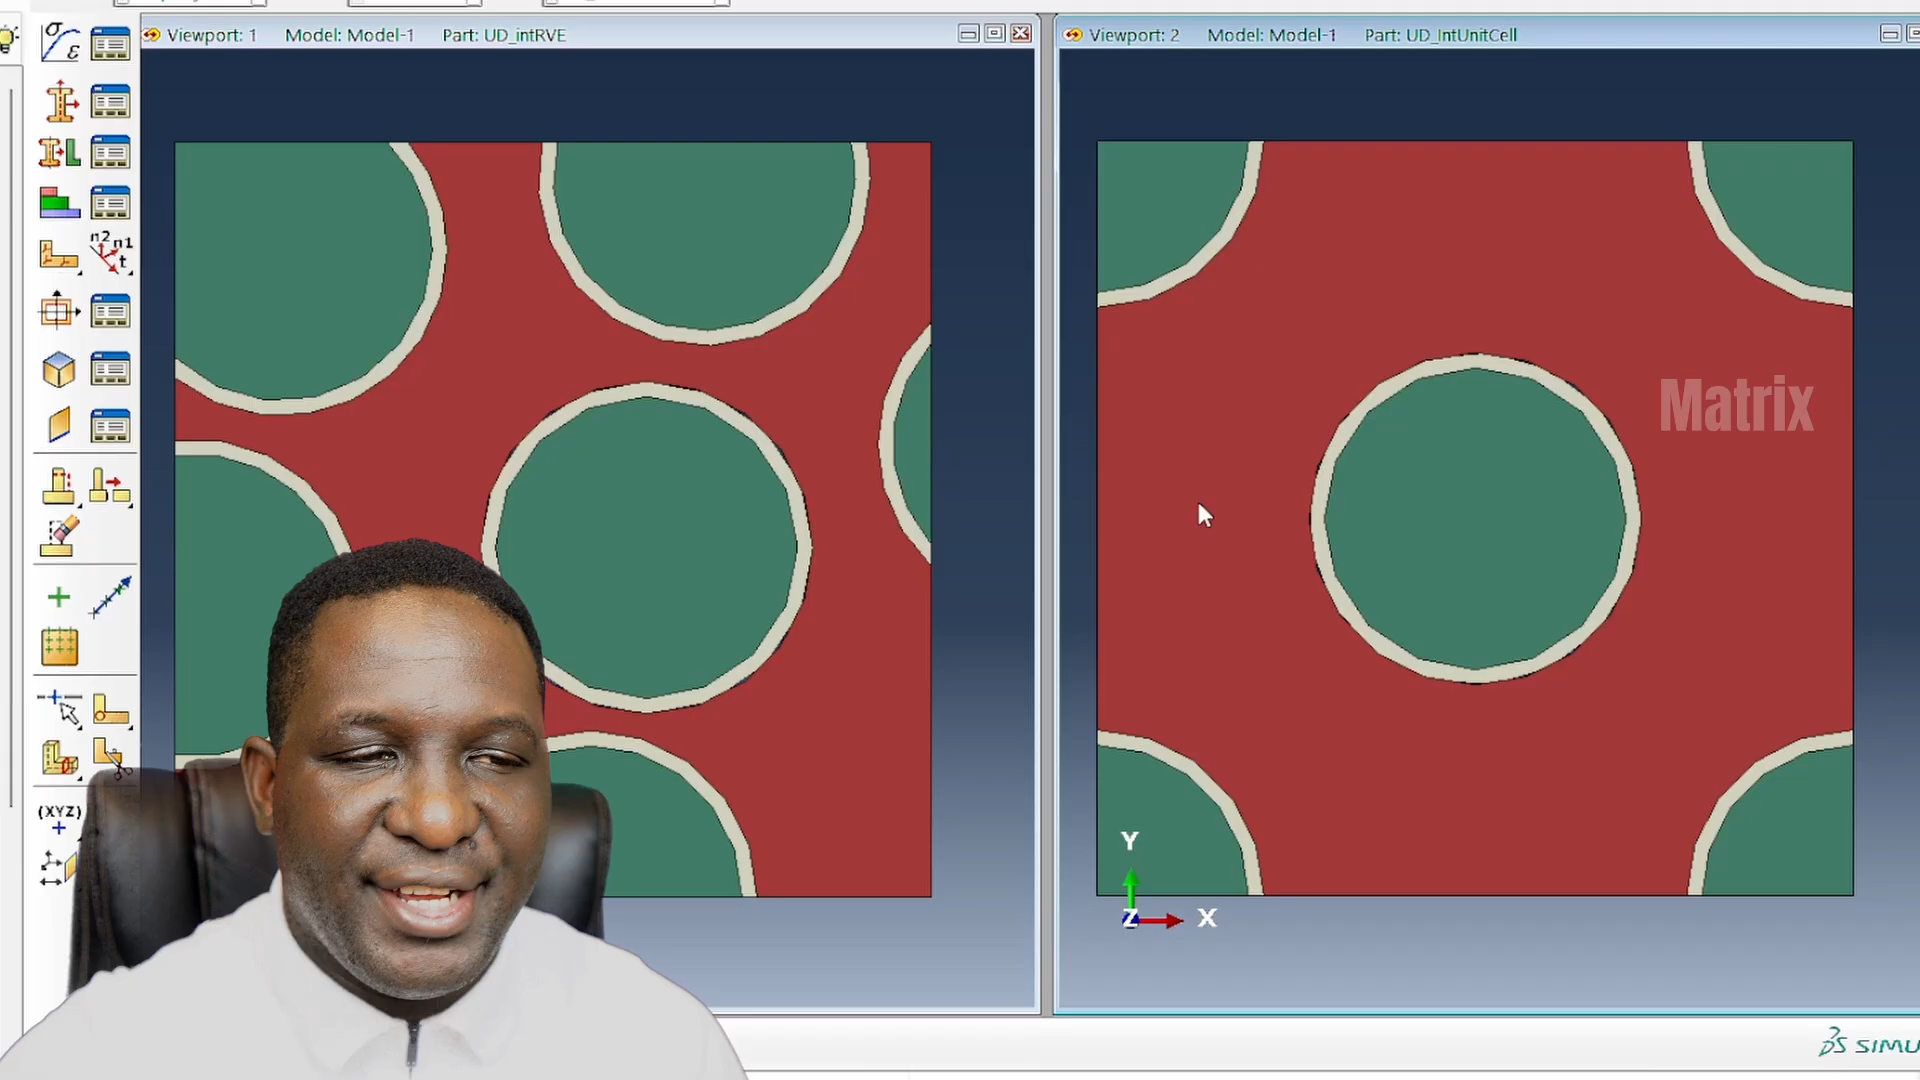 Viewport: 1 Model: Model-1 Part: UD_intRVE
Viewport: 2 Model: Model-1 Part: UD_IntUnitCell
σ
ε
n2 n1
t
Matrix
(XYZ)
Y
Z X
SIMU